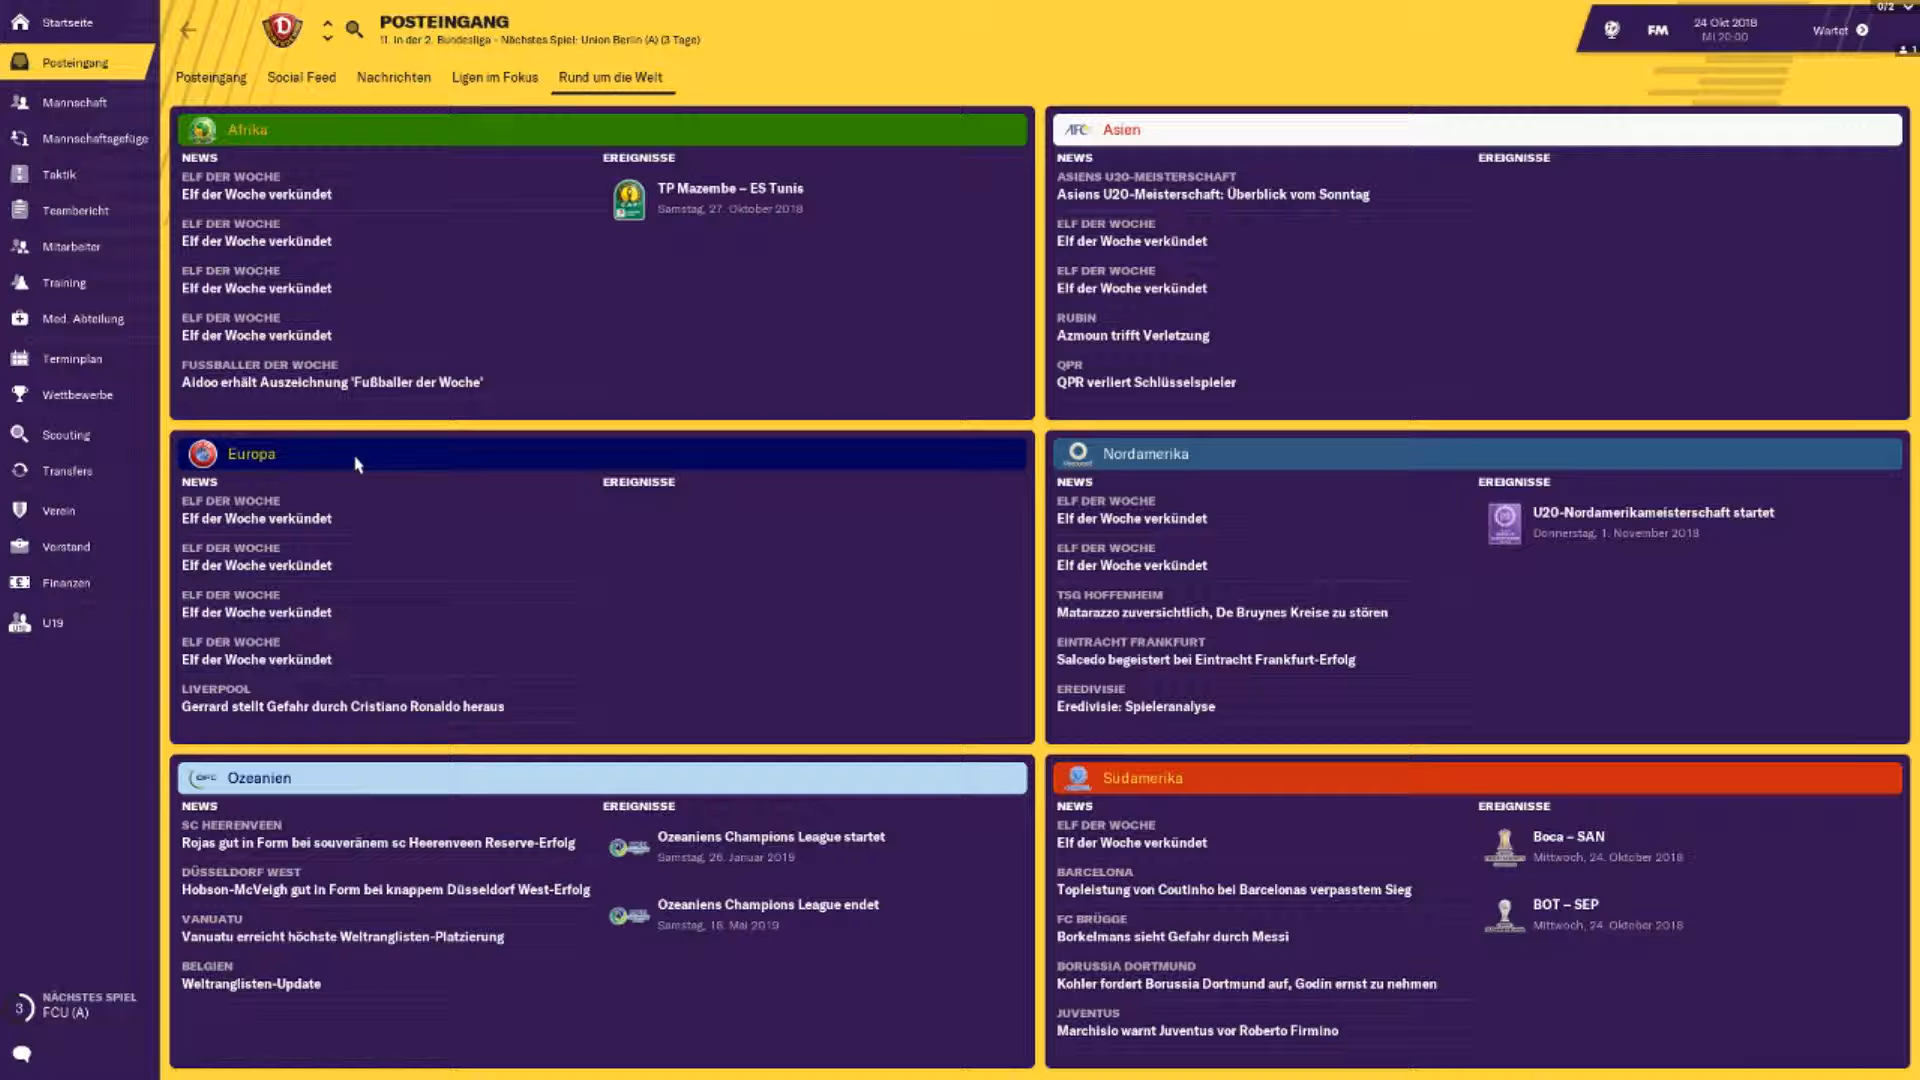 Startseite
Posteingang
Mannschaft
Mannschaftsgefüge
Taktik
Teambericht
Mitarbeiter
Training
Med. Abteilung
Terminplan
Wettbewerbe
Scouting
Transfers
Verein
Vorstand
Finanzen
U19
3
NÄCHSTES SPIEL
FCU (A)
POSTEINGANG
11. in der 2. Bundesliga - Nächstes Spiel: Union Berlin (A) (3 Tage)
Posteingang Social Feed Nachrichten Ligen im Fokus Rund um die Welt
FM
24 Okt 2018
Mi 20:00
Wartet
0/2
1
Afrika
NEWS
ELF DER WOCHE
Elf der Woche verkündet
ELF DER WOCHE
Elf der Woche verkündet
ELF DER WOCHE
Elf der Woche verkündet
ELF DER WOCHE
Elf der Woche verkündet
FUSSBALLER DER WOCHE
Aidoo erhält Auszeichnung 'Fußballer der Woche'
EREIGNISSE
TP Mazembe – ES Tunis
Samstag, 27. Oktober 2018
AFC Asien
NEWS
ASIENS U20-MEISTERSCHAFT
Asiens U20-Meisterschaft: Überblick vom Sonntag
ELF DER WOCHE
Elf der Woche verkündet
ELF DER WOCHE
Elf der Woche verkündet
RUBIN
Azmoun trifft Verletzung
QPR
QPR verliert Schlüsselspieler
EREIGNISSE
Europa
NEWS
ELF DER WOCHE
Elf der Woche verkündet
ELF DER WOCHE
Elf der Woche verkündet
ELF DER WOCHE
Elf der Woche verkündet
ELF DER WOCHE
Elf der Woche verkündet
LIVERPOOL
Gerrard stellt Gefahr durch Cristiano Ronaldo heraus
EREIGNISSE
Nordamerika
NEWS
ELF DER WOCHE
Elf der Woche verkündet
ELF DER WOCHE
Elf der Woche verkündet
TSG HOFFENHEIM
Matarazzo zuversichtlich, De Bruynes Kreise zu stören
EINTRACHT FRANKFURT
Salcedo begeistert bei Eintracht Frankfurt-Erfolg
EREDIVISIE
Eredivisie: Spieleranalyse
EREIGNISSE
U20-Nordamerikameisterschaft startet
Donnerstag, 1. November 2018
OFC Ozeanien
NEWS
SC HEERENVEEN
Rojas gut in Form bei souveränem sc Heerenveen Reserve-Erfolg
DÜSSELDORF WEST
Hobson-McVeigh gut in Form bei knappem Düsseldorf West-Erfolg
VANUATU
Vanuatu erreicht höchste Weltranglisten-Platzierung
BELGIEN
Weltranglisten-Update
EREIGNISSE
Ozeaniens Champions League startet
Samstag, 26. Januar 2019
Ozeaniens Champions League endet
Samstag, 18. Mai 2019
Südamerika
NEWS
ELF DER WOCHE
Elf der Woche verkündet
BARCELONA
Topleistung von Coutinho bei Barcelonas verpasstem Sieg
FC BRÜGGE
Borkelmans sieht Gefahr durch Messi
BORUSSIA DORTMUND
Kohler fordert Borussia Dortmund auf, Godín ernst zu nehmen
JUVENTUS
Marchisio warnt Juventus vor Roberto Firmino
EREIGNISSE
Boca – SAN
Mittwoch, 24. Oktober 2018
BOT – SEP
Mittwoch, 24. Oktober 2018